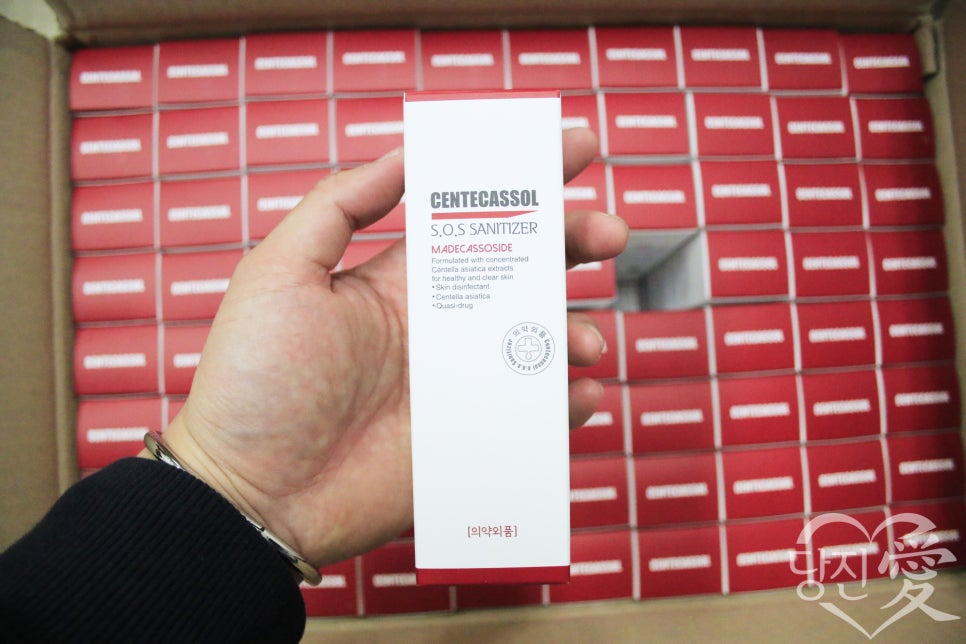 CENTECASSOL
S.O.S SANITIZER
MADECASSOSIDE
Formulated with concentrated
Centella asiatica extracts
for healthy and clear skin
• Skin disinfectant
• Centella asiatica
• Quasi-drug
의약외품
Centecassol S.O.S Sanitizer
[의약외품]
당진愛